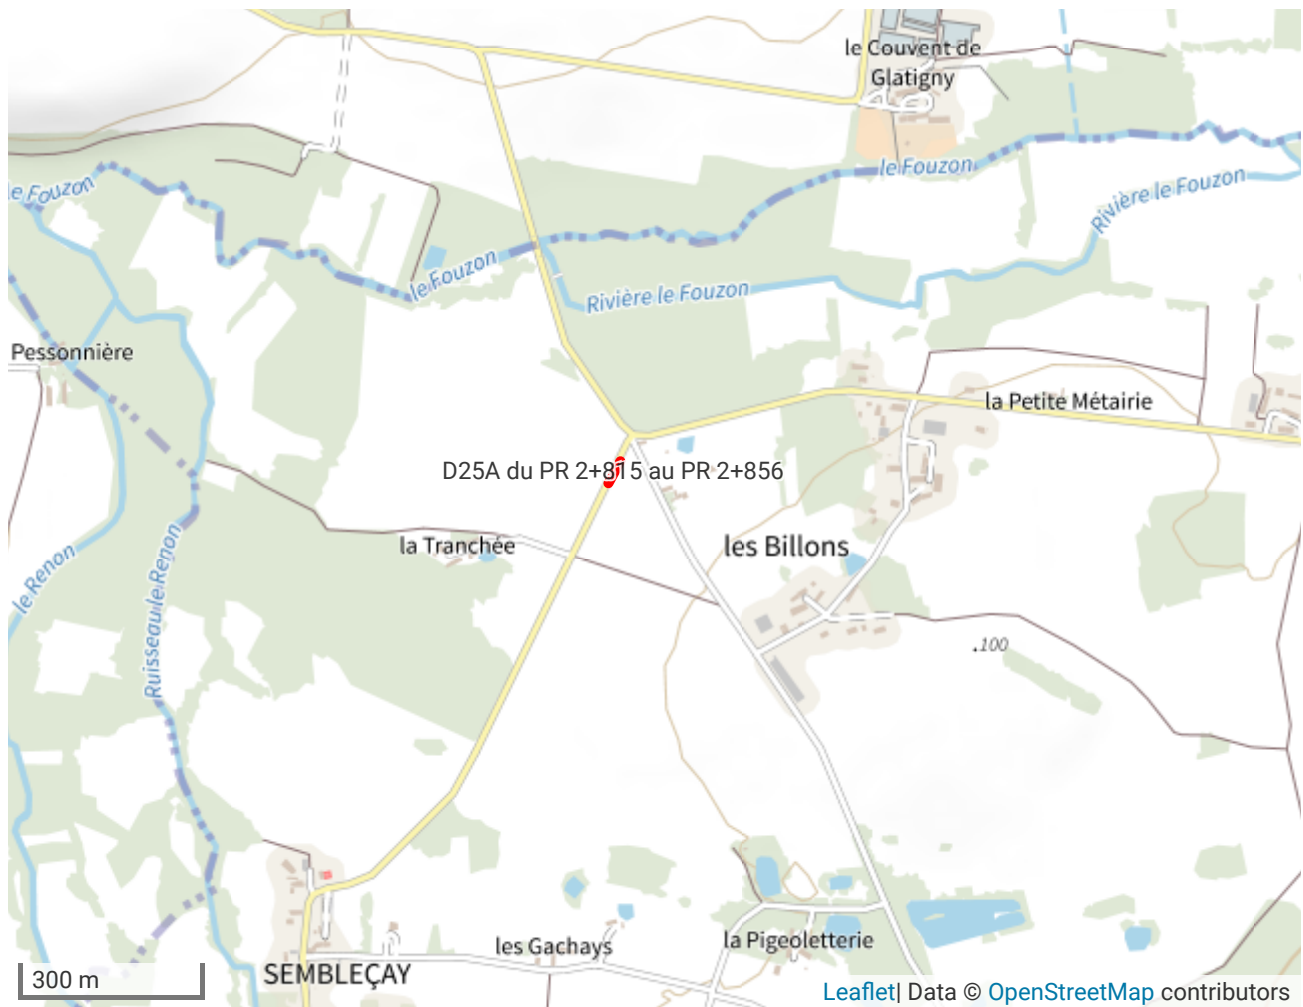 le Couvent de
Glatigny
le Fouzon
le Fouzon
Rivière le Fouzon
le Fouzon
Rivière le Fouzon
Pessonnière
la Petite Métairie
D25A du PR 2+815 au PR 2+856
la Tranchée
les Billons
le Renon
Ruisseau le Renon
.100
les Gachays
la Pigeoletterie
SEMBLEÇAY
300 m
Leaflet| Data © OpenStreetMap contributors